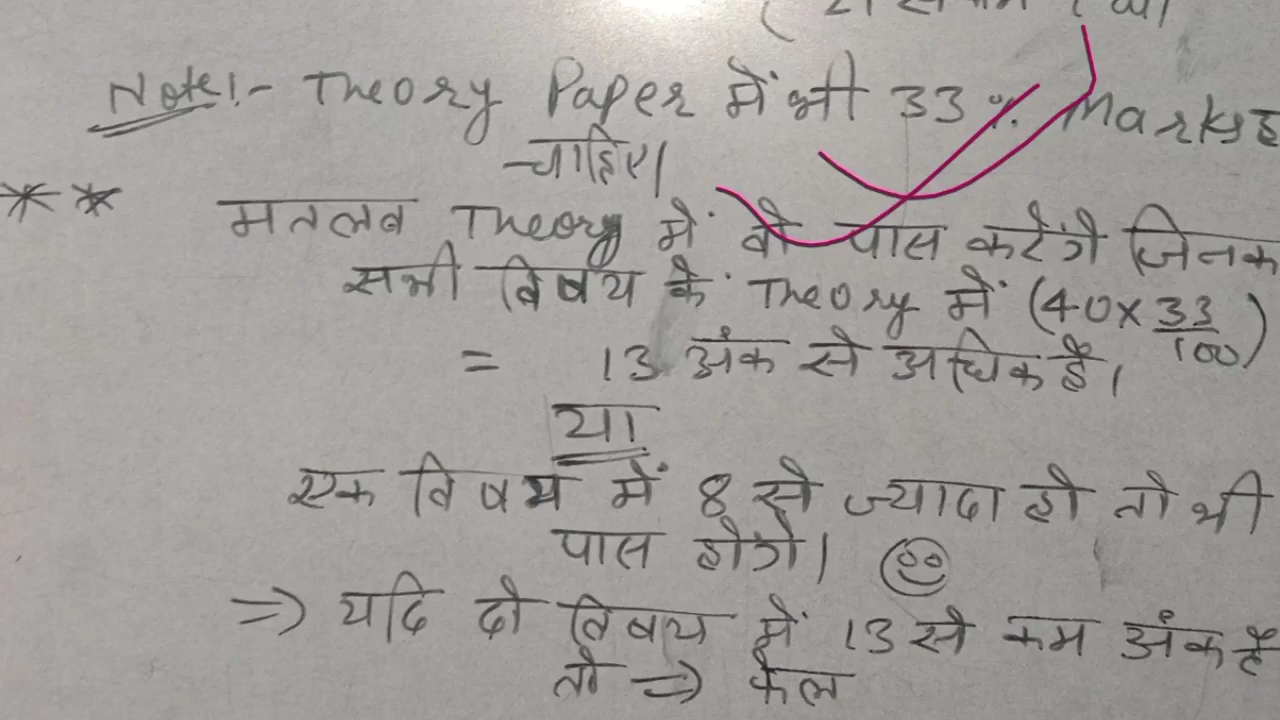 Note:- Theory Paper में भी 33 % Marks
चाहिए।
** मतलब Theory में वो पास करेंगे जिनक
सभी विषय के Theory में (40 x 33/100)
= 13 अंक से अधिक है।
या
एक विषय में 8 से ज्यादा हो तो भी
पास होगे।
=> यदि दो विषय में 13 से कम अंक है
तो => फेल